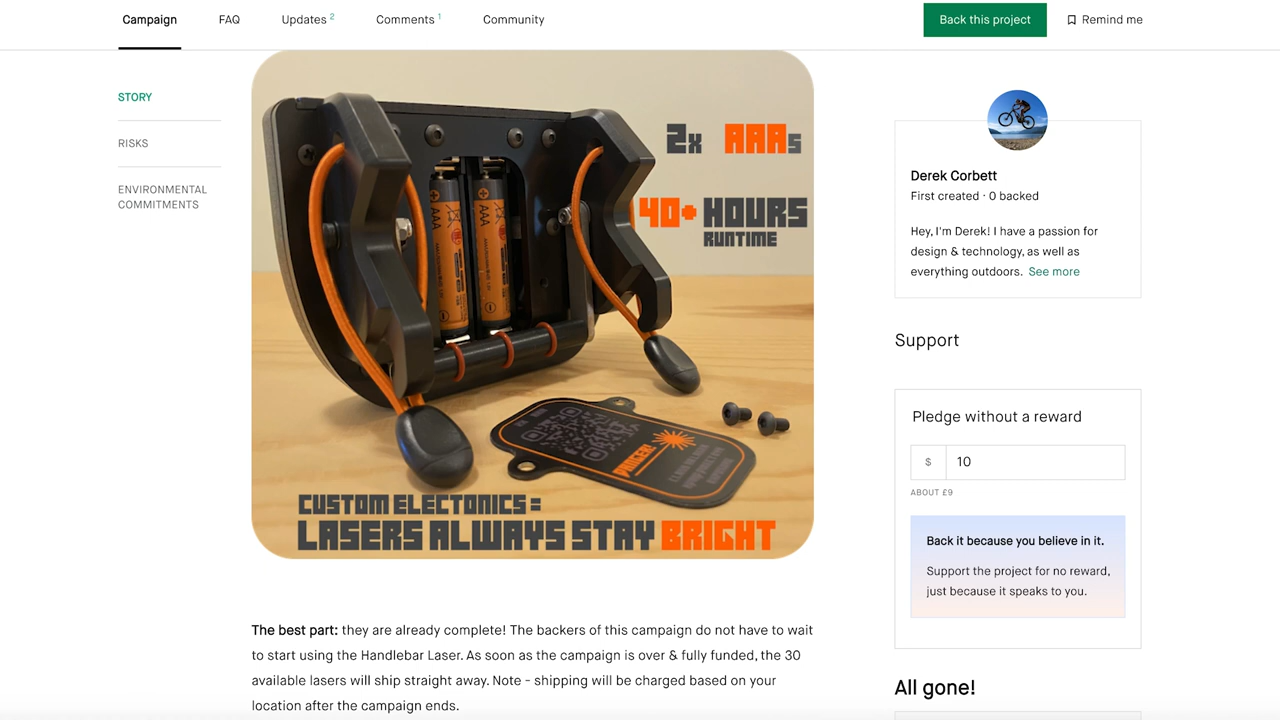 Campaign
FAQ
Updates 2
Comments 1
Community
Back this project
Remind me
STORY
RISKS
ENVIRONMENTAL
COMMITMENTS
2x AAAs
40+ HOURS
RUNTIME
AAA
AAA
DANGER!
CUSTOM ELECTONICS =
LASERS ALWAYS STAY BRIGHT
The best part: they are already complete! The backers of this campaign do not have to wait
to start using the Handlebar Laser. As soon as the campaign is over & fully funded, the 30
available lasers will ship straight away. Note - shipping will be charged based on your
location after the campaign ends.
Derek Corbett
First created · 0 backed
Hey, I'm Derek! I have a passion for
design & technology, as well as
everything outdoors. See more
Support
Pledge without a reward
$ 10
ABOUT £9
Back it because you believe in it.
Support the project for no reward,
just because it speaks to you.
All gone!